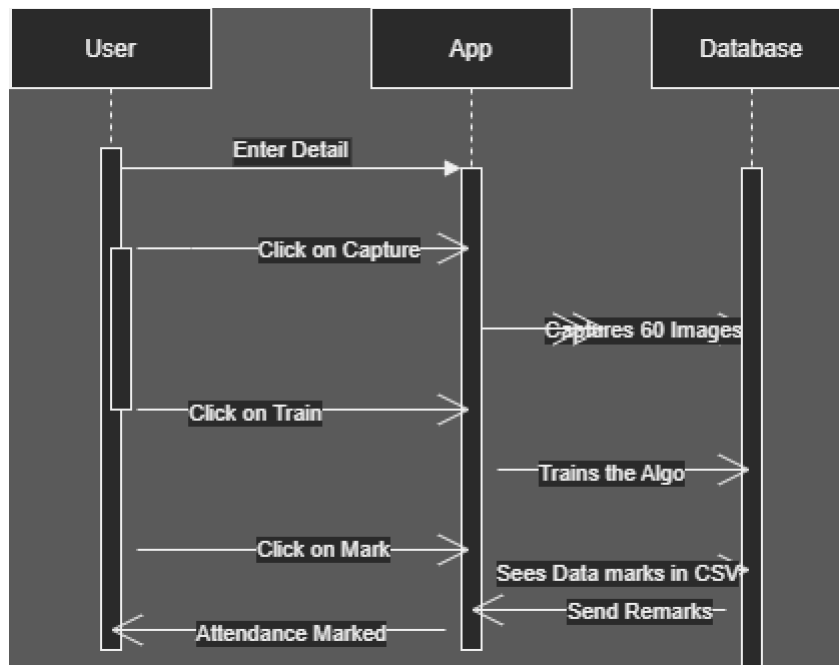 User
App
Database
Enter Detail
Click on Capture
Captures 60 Images
Click on Train
Trains the Algo
Click on Mark
Sees Data marks in CSV
Send Remarks
Attendance Marked